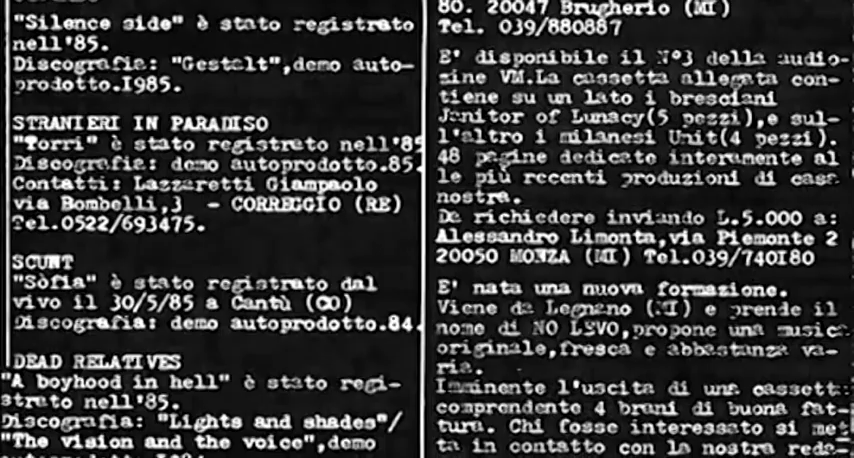 "Silence side" è stato registrato
nell'85.
Discografia: "Gestalt",demo auto-
prodotto.I985.
STRANIERI IN PARADISO
"Torri" è stato registrato nell'85
Discografia: demo autoprodotto.85.
Contatti: Lazzaretti Giampaolo
via Bombelli,3 - CORREGGIO (RE)
Tel.0522/693475.
SCUNT
"Sòfia" è stato registrato dal
vivo il 30/5/85 a Cantù (CO)
Discografia: demo autoprodotto.84.
DEAD RELATIVES
"A boyhood in hell" è stato regi-
strato nell'85.
Discografia: "Lights and shades"/
"The vision and the voice",demo
80. 20047 Brugherio (MI)
Tel. 039/880887
E' disponibile il N°3 della audio-
zine VM.La cassetta allegata con-
tiene su un lato i bresciani
Janitor of Lunacy(5 pezzi),e sul-
l'altro i milanesi Unit(4 pezzi).
48 pagine dedicate interamente al
le più recenti produzioni di casa
nostra.
Da richiedere inviando L.5.000 a:
Alessandro Limonta,via Piemonte 2
20050 MONZA (MI) Tel.039/740I80
E' nata una nuova formazione.
Viene da Legnano (MI) e prende il
nome di NO LSVO,propone una musica
originale,fresca e abbastanza va-
ria.
Imminente l'uscita di una cassetta
comprendente 4 brani di buona fat-
tura. Chi fosse interessato si met
ta in contatto con la nostra reda-